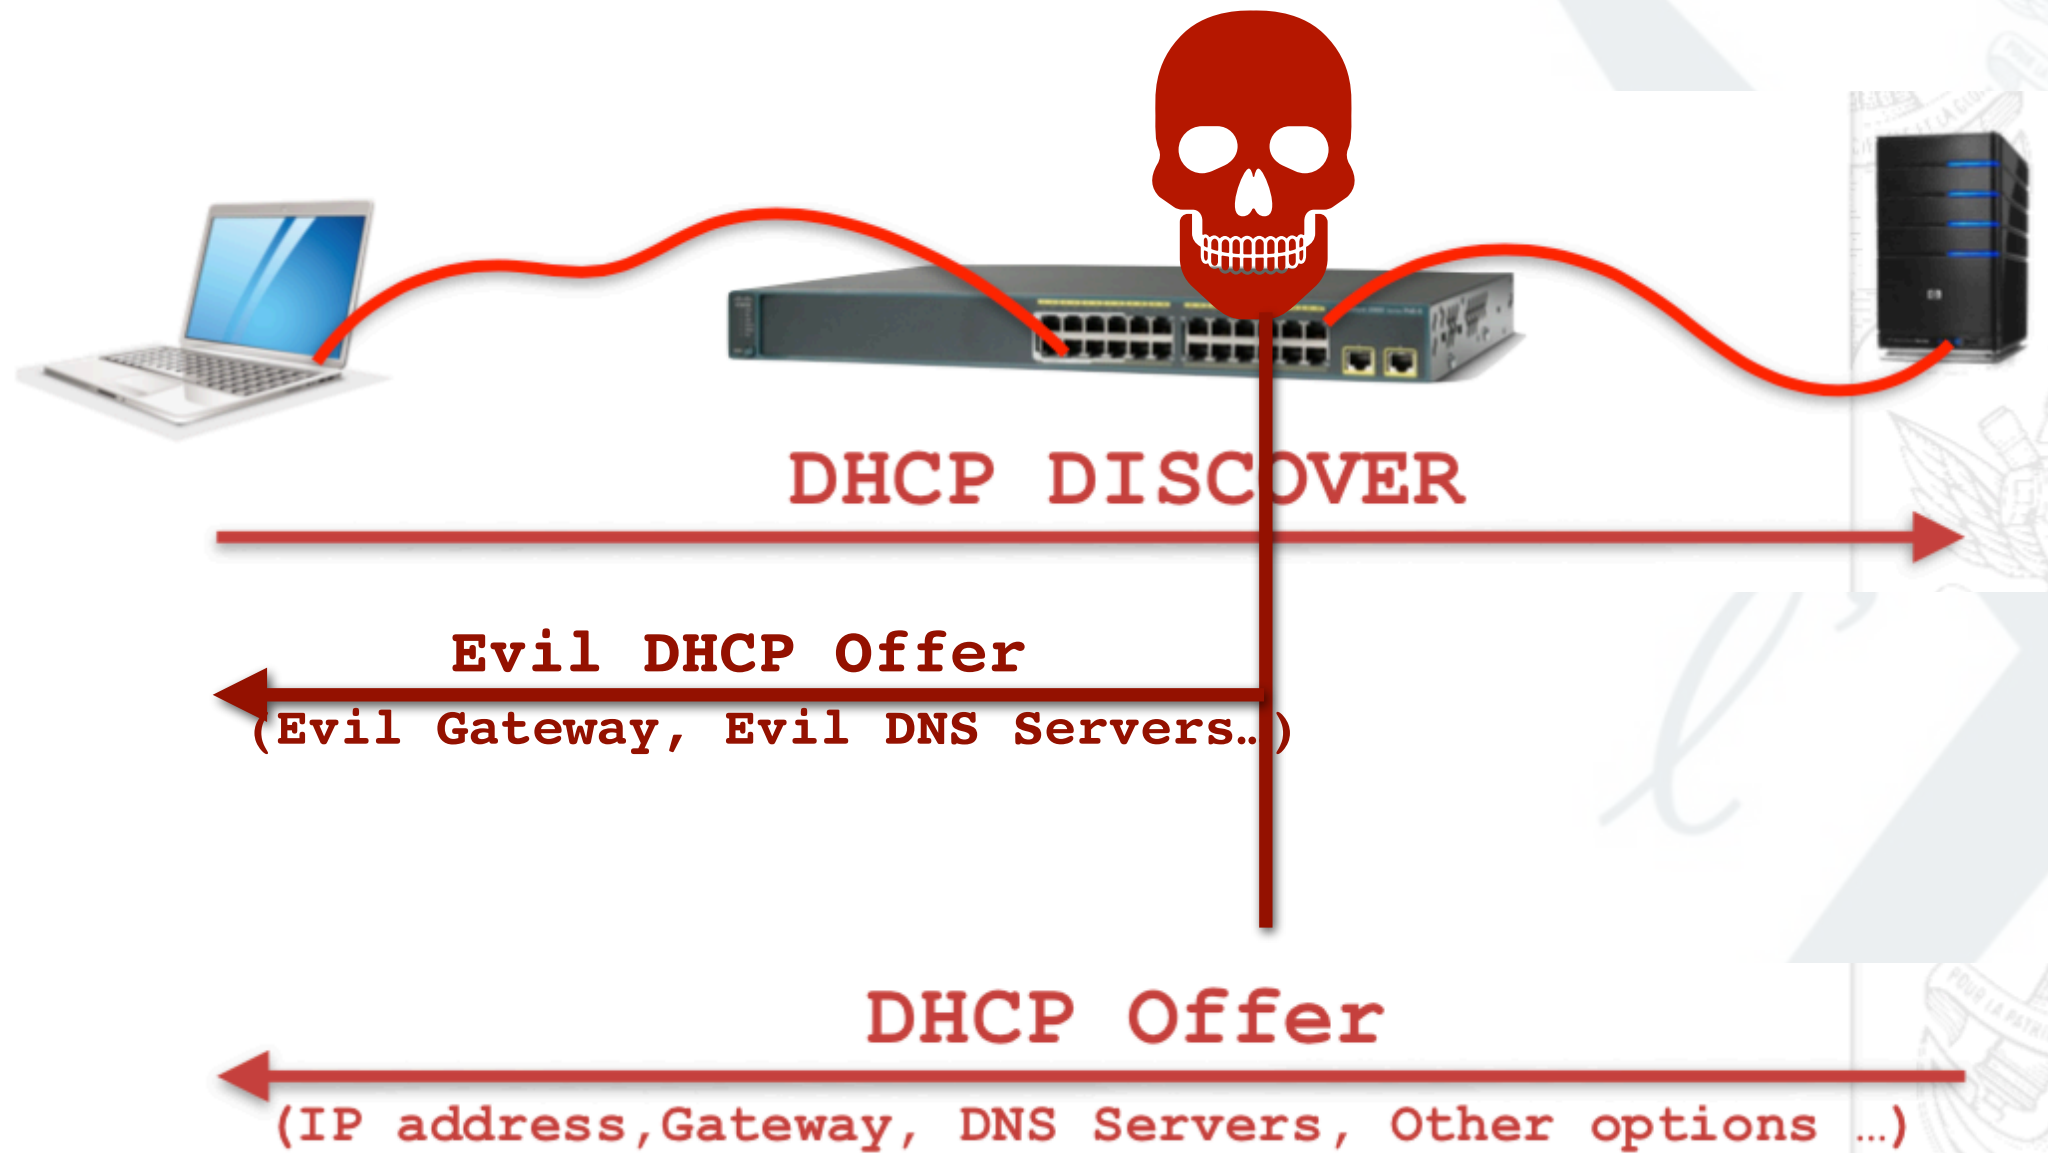 DHCP DISCOVER
Evil DHCP Offer
(Evil Gateway, Evil DNS Servers…)
DHCP Offer
(IP address,Gateway, DNS Servers, Other options …)